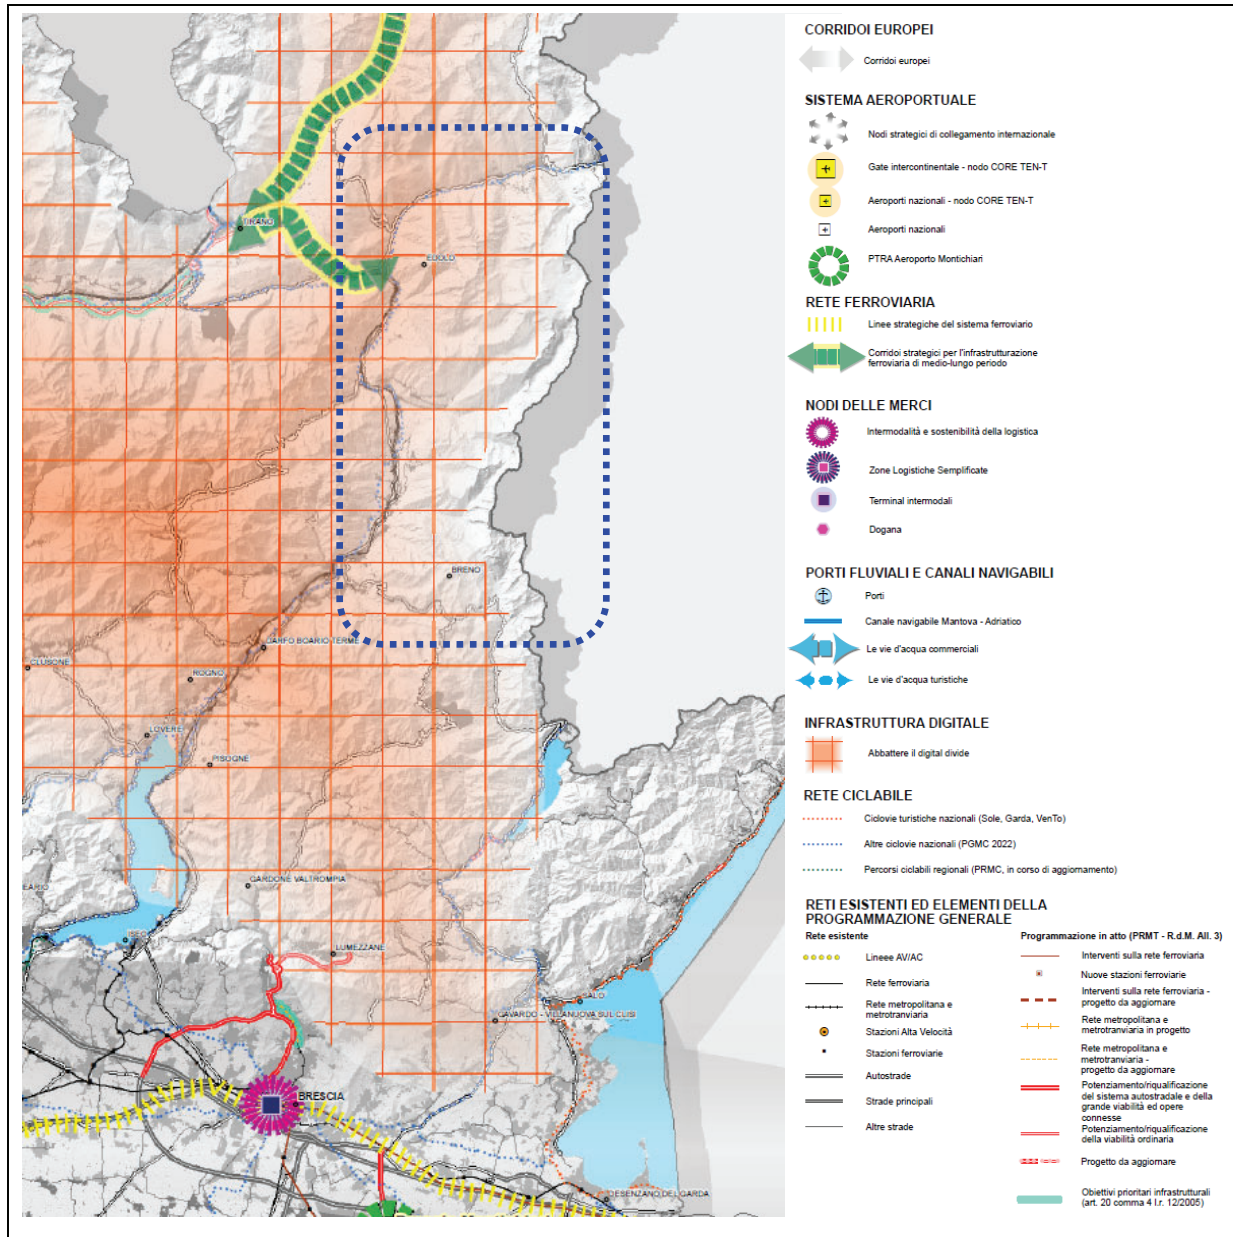 TIRANO
EDOLO
BRENO
DARFO BOARIO TERME
CLUSONE
ROGNO
LOVERE
PISOGNE
GARDONE VALTROMPIA
LUMEZZANE
ISEO
SALO
GAVARDO - VILLANUOVA SUL CLISI
BRESCIA
DESENZANO DEL GARDA
CORRIDOI EUROPEI
Corridoi europei
SISTEMA AEROPORTUALE
Nodi strategici di collegamento internazionale
Gate intercontinentale - nodo CORE TEN-T
Aeroporti nazionali - nodo CORE TEN-T
Aeroporti nazionali
PTRA Aeroporto Montichiari
RETE FERROVIARIA
Linee strategiche del sistema ferroviario
Corridoi strategici per l'infrastrutturazione
ferroviaria di medio-lungo periodo
NODI DELLE MERCI
Intermodalità e sostenibilità della logistica
Zone Logistiche Semplificate
Terminal intermodali
Dogana
PORTI FLUVIALI E CANALI NAVIGABILI
Porti
Canale navigabile Mantova - Adriatico
Le vie d'acqua commerciali
Le vie d'acqua turistiche
INFRASTRUTTURA DIGITALE
Abbattere il digital divide
RETE CICLABILE
Ciclovie turistiche nazionali (Sole, Garda, VenTo)
Altre ciclovie nazionali (PGMC 2022)
Percorsi ciclabili regionali (PRMC, in corso di aggiornamento)
RETI ESISTENTI ED ELEMENTI DELLA
PROGRAMMAZIONE GENERALE
Rete esistente
Lineee AV/AC
Rete ferroviaria
Rete metropolitana e
metrotranviaria
Stazioni Alta Velocità
Stazioni ferroviarie
Autostrade
Strade principali
Altre strade
Programmazione in atto (PRMT - R.d.M. All. 3)
Interventi sulla rete ferroviaria
Nuove stazioni ferroviarie
Interventi sulla rete ferroviaria -
progetto da aggiornare
Rete metropolitana e
metrotranviaria in progetto
Rete metropolitana e
metrotranviaria -
progetto da aggiornare
Potenziamento/riqualificazione
del sistema autostradale e della
grande viabilità ed opere
connesse
Potenziamento/riqualificazione
della viabilità ordinaria
Progetto da aggiornare
Obiettivi prioritari infrastrutturali
(art. 20 comma 4 l.r. 12/2005)